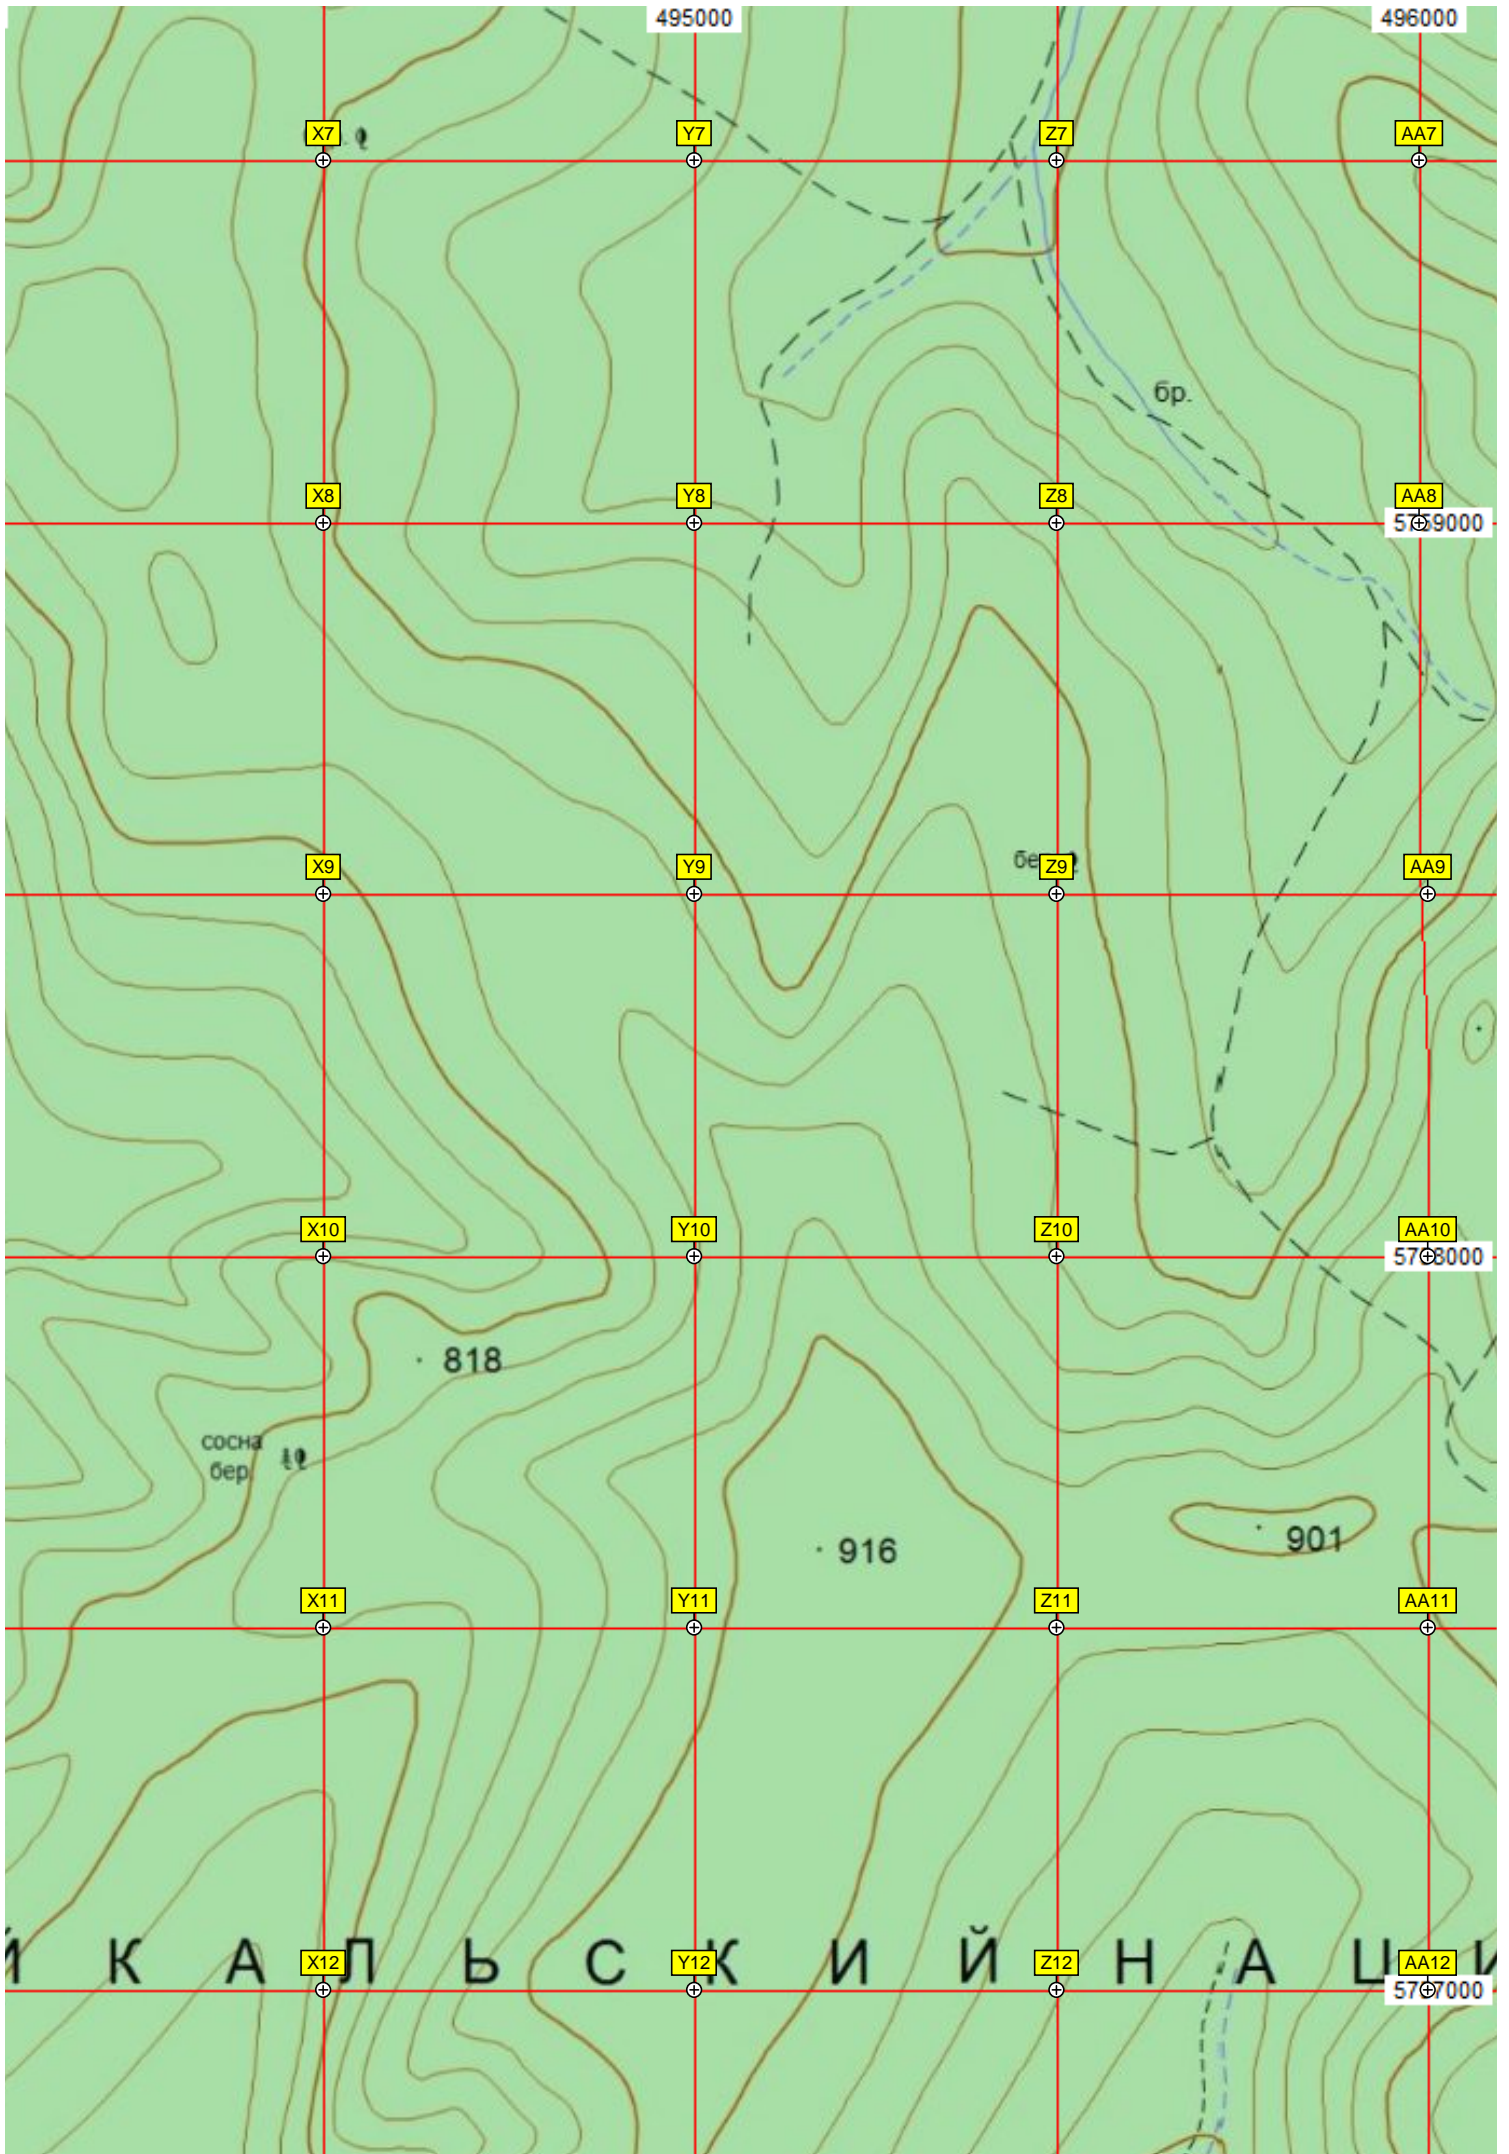 495000 496000
X7 Y7 Z7 AA7
бр.
X8 Y8 Z8 AA8
X9 Y9 Z9 AA9
X10 Y10 Z10 AA10
818
сосна
бер.
916
901
X11 Y11 Z11 AA11
Й К А Л Ь С К И Й Н А Ц И
X12 Y12 Z12 AA12